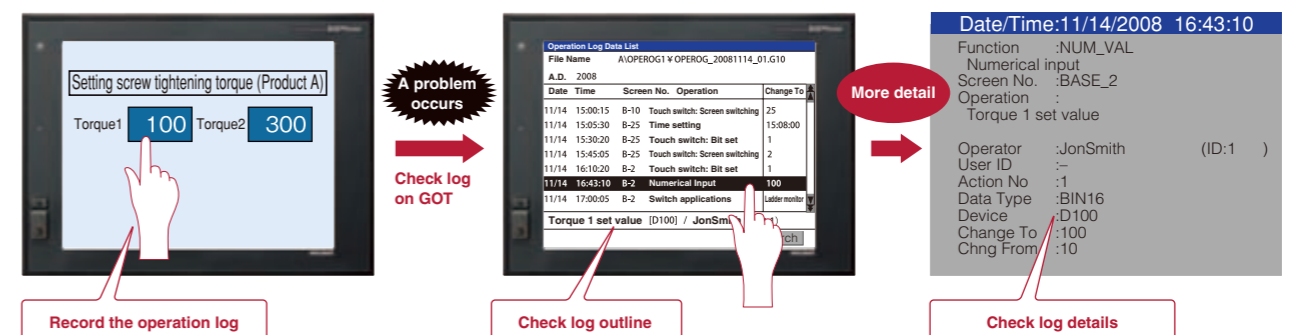 Setting screw tightening torque (Product A)
Torque1 100 Torque2 300
Record the operation log
A problem
occurs
Check log
on GOT
Operation Log Data List
File Name A\OPEROG1 ¥ OPEROG_20081114_01.G10
A.D. 2008
Date Time Screen No. Operation Change To
11/14 15:00:15 B-10 Touch switch: Screen switching 25
11/14 15:05:30 B-25 Time setting 15:08:00
11/14 15:30:20 B-25 Touch switch: Bit set 1
11/14 15:45:05 B-25 Touch switch: Screen switching 2
11/14 16:10:20 B-2 Touch switch: Bit set 1
11/14 16:43:10 B-2 Numerical Input 100
11/14 17:00:05 B-2 Switch applications Ladder monitor
Torque 1 set value [D100] / JonSmi
rch
Check log outline
More detail
Date/Time:11/14/2008 16:43:10
Function :NUM_VAL
Numerical input
Screen No. :BASE_2
Operation :
Torque 1 set value
Operator :JonSmith (ID:1 )
User ID :–
Action No :1
Data Type :BIN16
Device :D100
Change To :100
Chng From :10
Check log details